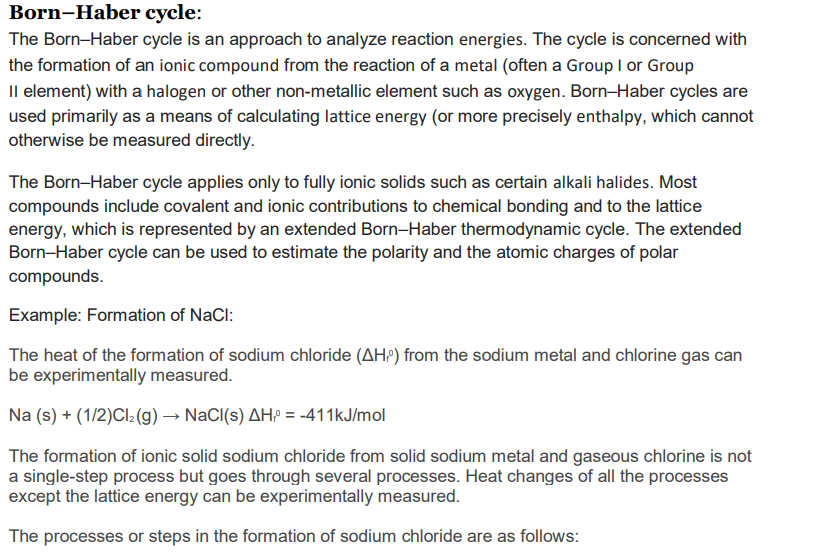 Born–Haber cycle:
The Born–Haber cycle is an approach to analyze reaction energies. The cycle is concerned with
the formation of an ionic compound from the reaction of a metal (often a Group I or Group
II element) with a halogen or other non-metallic element such as oxygen. Born–Haber cycles are
used primarily as a means of calculating lattice energy (or more precisely enthalpy, which cannot
otherwise be measured directly.
The Born–Haber cycle applies only to fully ionic solids such as certain alkali halides. Most
compounds include covalent and ionic contributions to chemical bonding and to the lattice
energy, which is represented by an extended Born–Haber thermodynamic cycle. The extended
Born–Haber cycle can be used to estimate the polarity and the atomic charges of polar
compounds.
Example: Formation of NaCl:
The heat of the formation of sodium chloride (ΔHf⁰) from the sodium metal and chlorine gas can
be experimentally measured.
Na (s) + (1/2)Cl₂(g) → NaCl(s) ΔHf⁰ = -411kJ/mol
The formation of ionic solid sodium chloride from solid sodium metal and gaseous chlorine is not
a single-step process but goes through several processes. Heat changes of all the processes
except the lattice energy can be experimentally measured.
The processes or steps in the formation of sodium chloride are as follows: